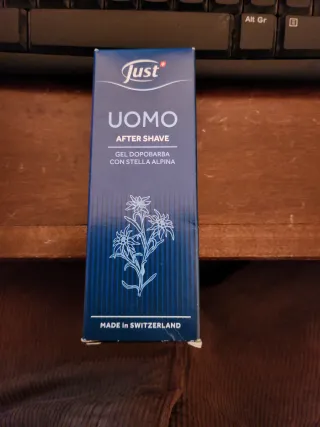 Alt Gr
Just
UOMO
AFTER SHAVE
GEL DOPOBARBA
CON STELLA ALPINA
MADE in SWITZERLAND